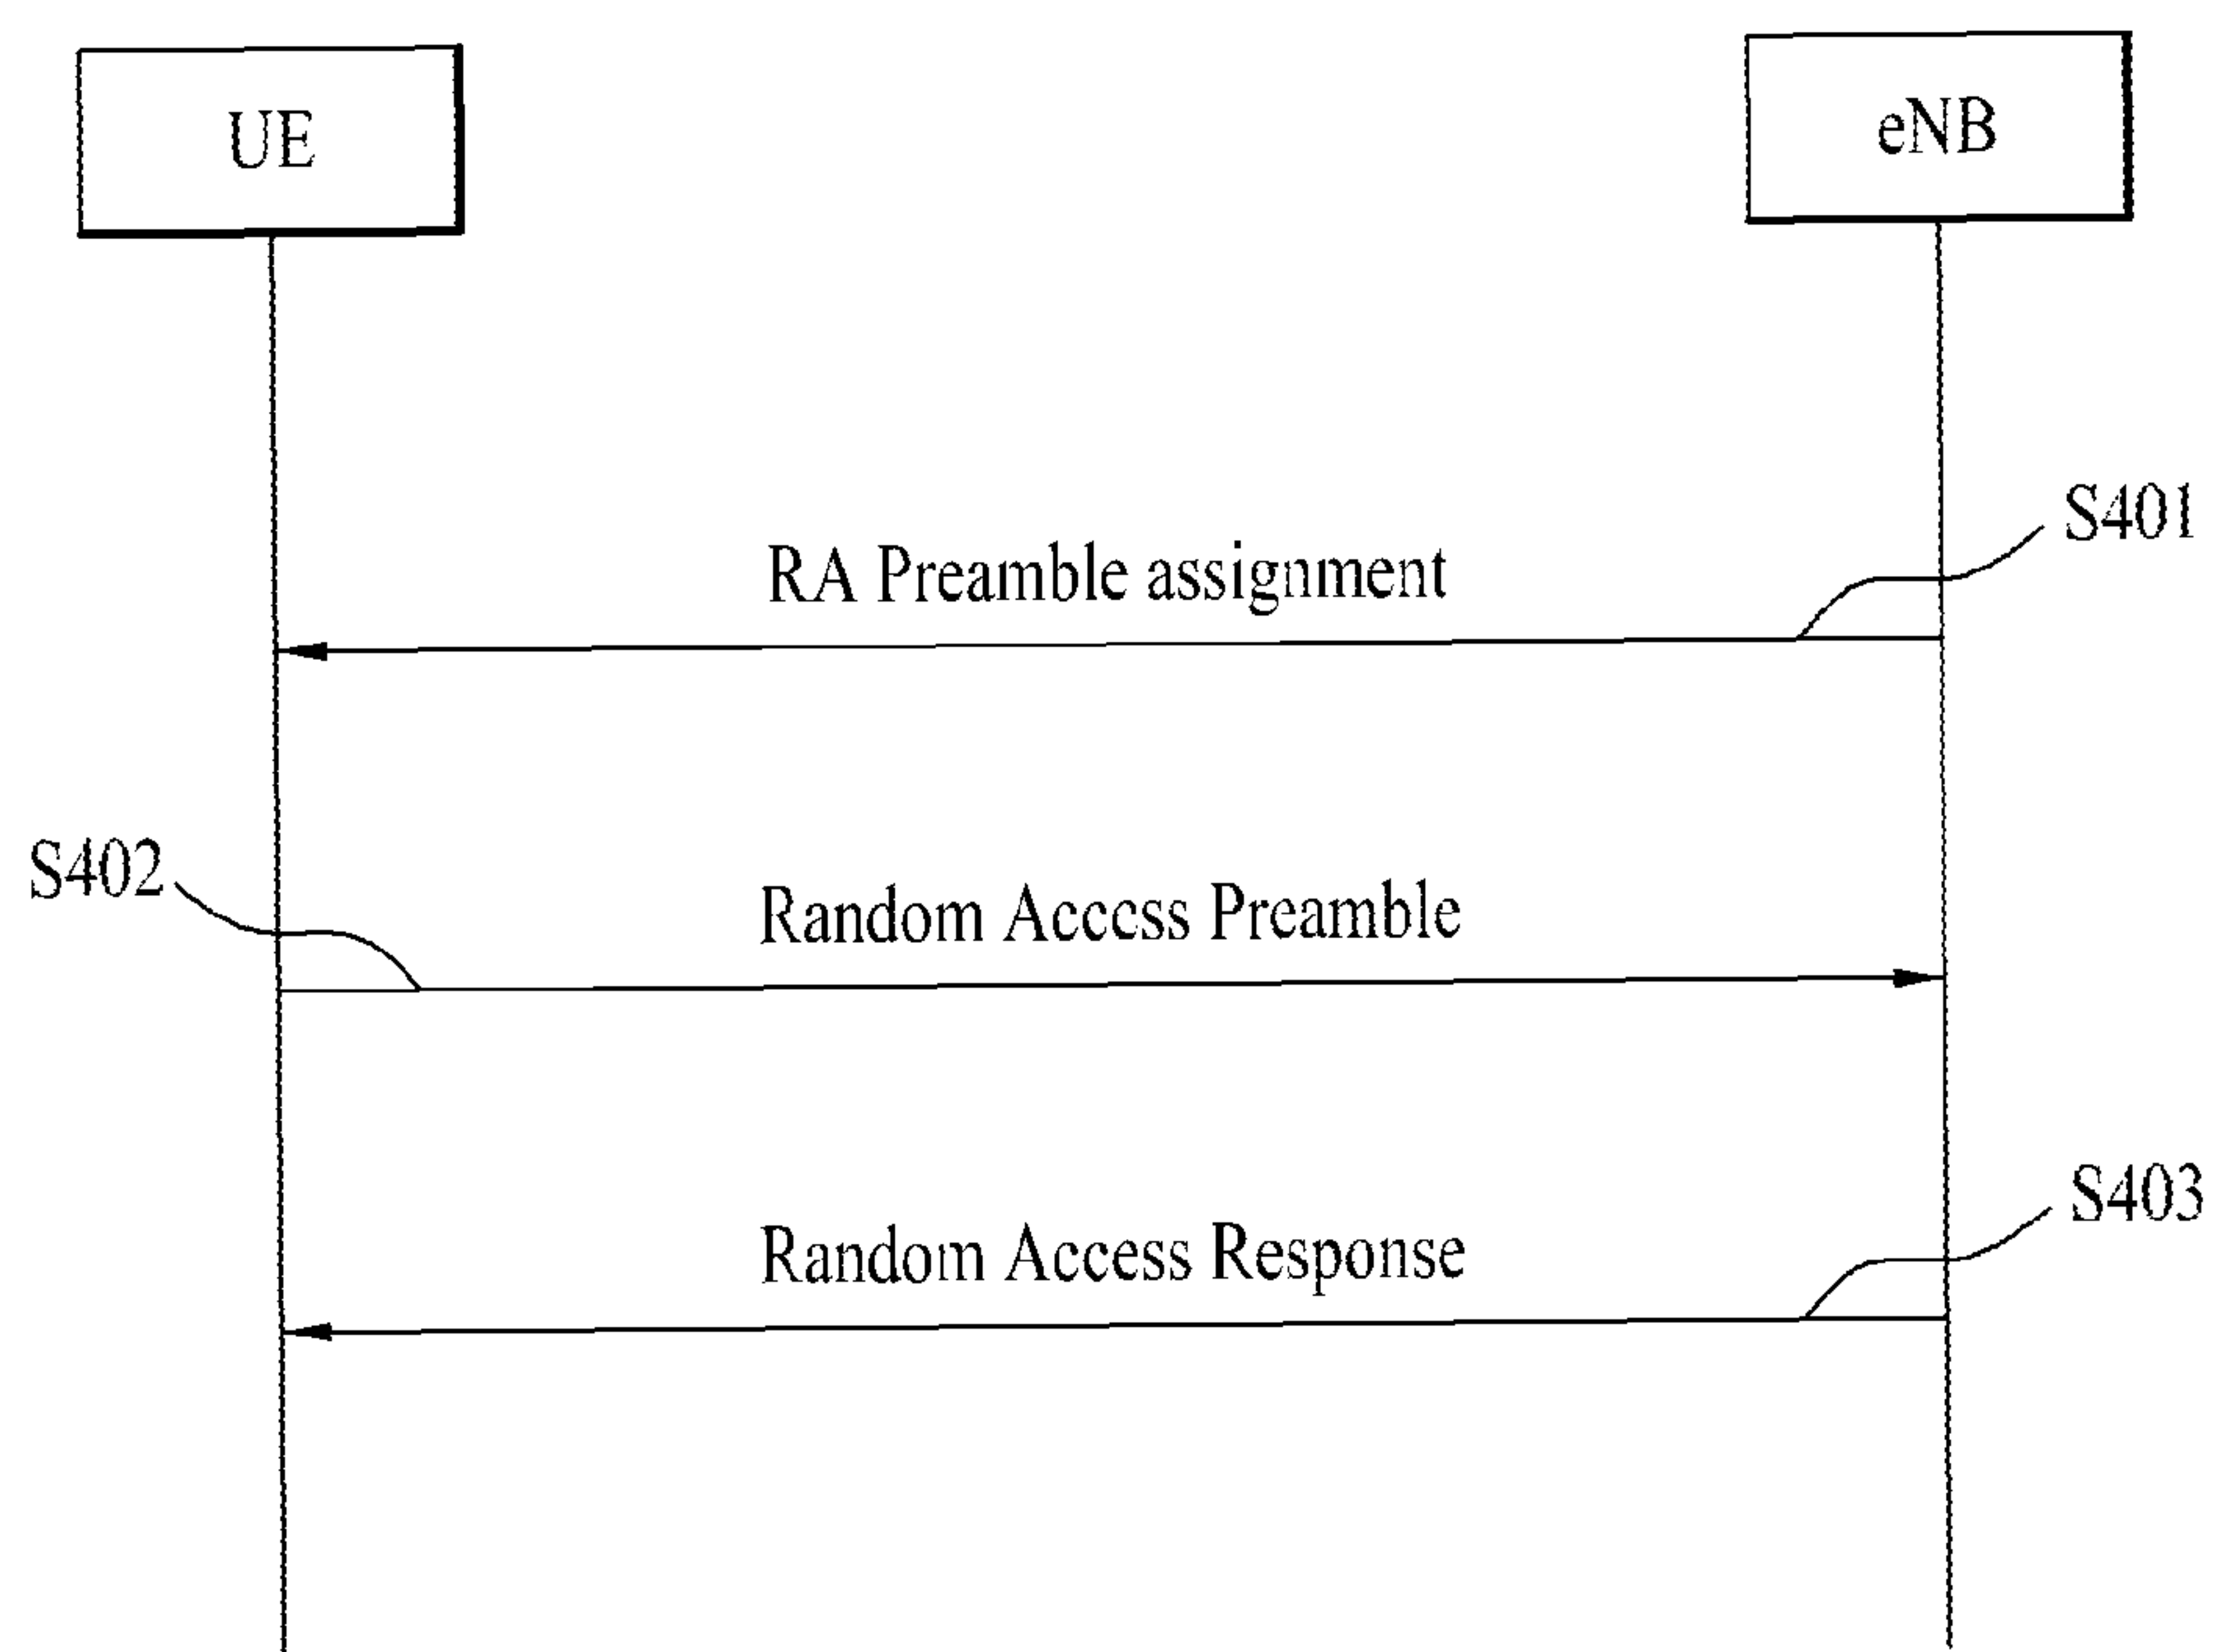 UE
eNB
S401
RA Preamble assignment
S402
Random Acccss Preamble
S403
Random Access Response